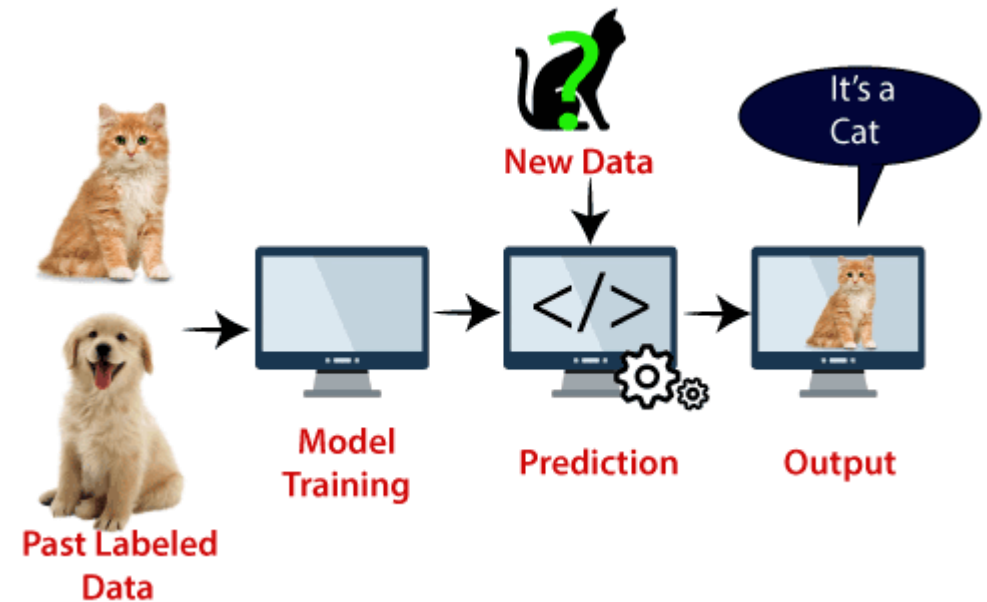 New Data
It's a
Cat
</>
Model
Training
Prediction
Output
Past Labeled
Data
?